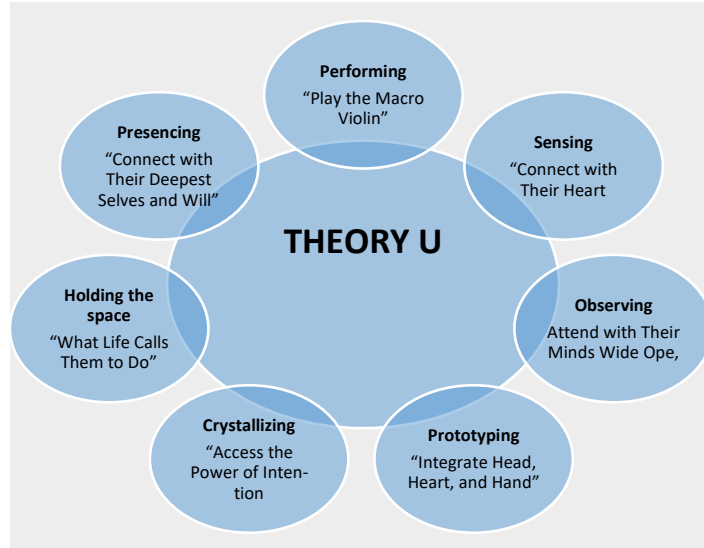 Performing
“Play the Macro
Violin”
Presencing
“Connect with
Their Deepest
Selves and Will”
Sensing
“Connect with
Their Heart
THEORY U
Holding the
space
“What Life Calls
Them to Do”
Observing
Attend with Their
Minds Wide Ope,
Crystallizing
“Access the
Power of Inten-
tion
Prototyping
“Integrate Head,
Heart, and Hand”